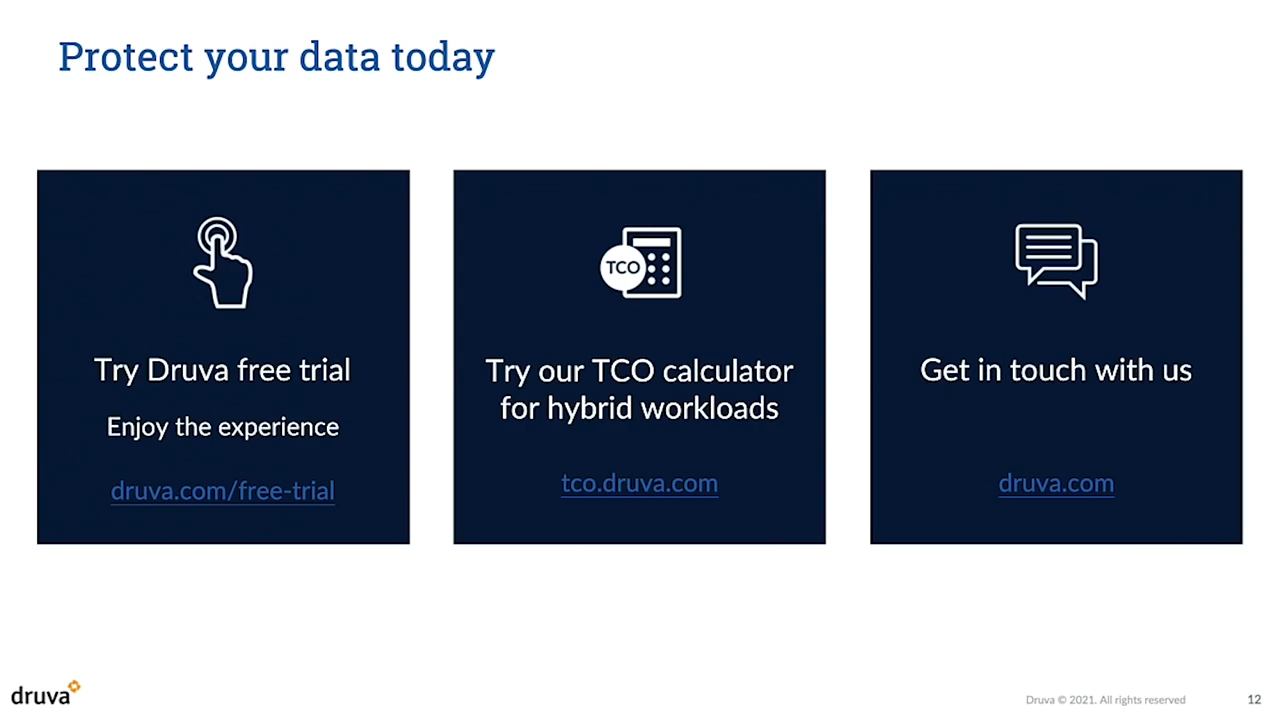 Protect your data today
TCO
Try Druva free trial
Enjoy the experience
druva.com/free-trial
Try our TCO calculator
for hybrid workloads
tco.druva.com
Get in touch with us
druva.com
druva
Druva © 2021. All rights reserved
12